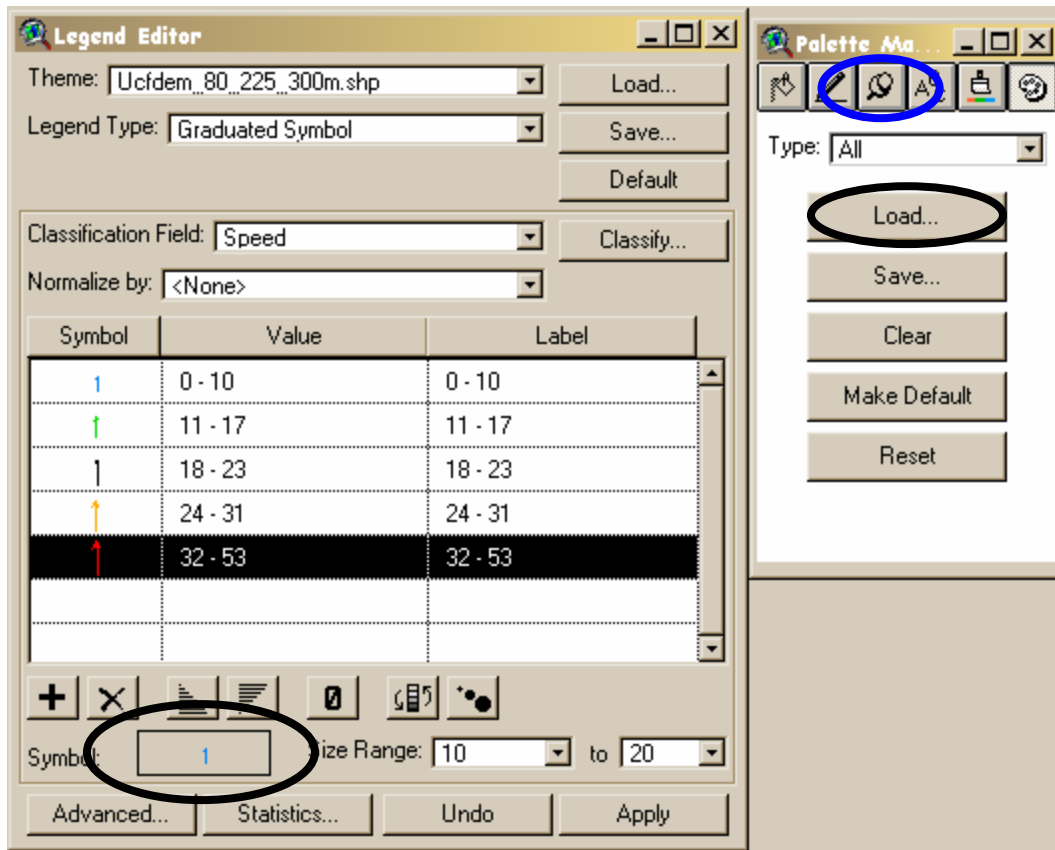 Legend Editor
Theme: Ucfdem_80_225_300m.shp Load...
Legend Type: Graduated Symbol Save...
Default
Classification Field: Speed Classify...
Normalize by: <None>
Symbol Value Label
0 - 10 0 - 10
11 - 17 11 - 17
18 - 23 18 - 23
24 - 31 24 - 31
32 - 53 32 - 53
Symbol: Size Range: 10 to 20
Advanced... Statistics... Undo Apply
Palette Ma...
Type: All
Load...
Save...
Clear
Make Default
Reset